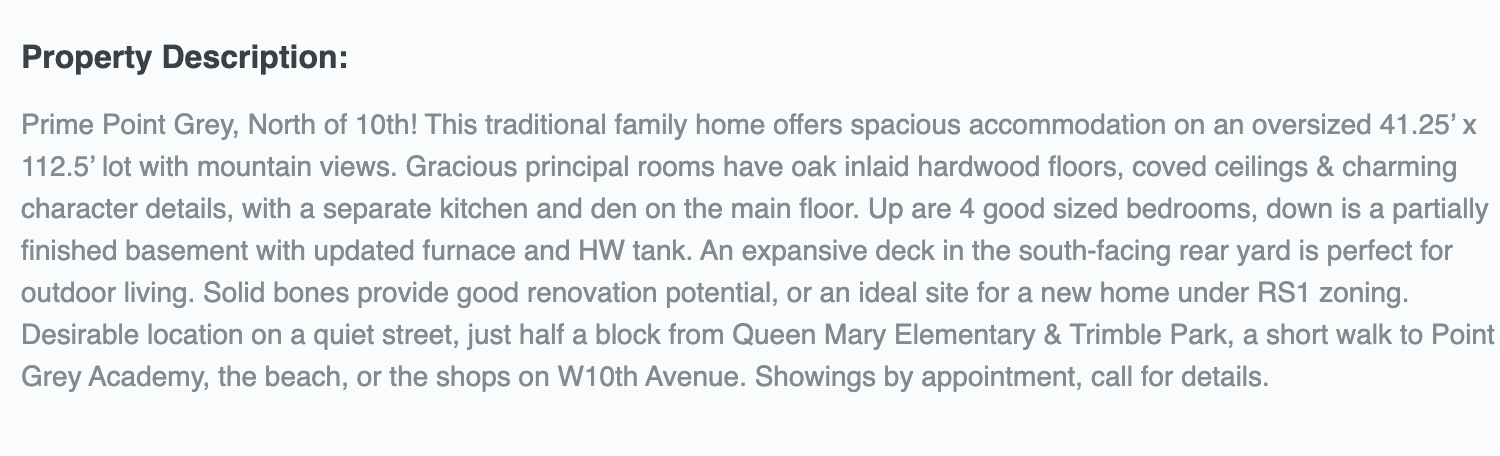 Property Description:
Prime Point Grey, North of 10th! This traditional family home offers spacious accommodation on an oversized 41.25’ x
112.5’ lot with mountain views. Gracious principal rooms have oak inlaid hardwood floors, coved ceilings & charming
character details, with a separate kitchen and den on the main floor. Up are 4 good sized bedrooms, down is a partially
finished basement with updated furnace and HW tank. An expansive deck in the south-facing rear yard is perfect for
outdoor living. Solid bones provide good renovation potential, or an ideal site for a new home under RS1 zoning.
Desirable location on a quiet street, just half a block from Queen Mary Elementary & Trimble Park, a short walk to Point
Grey Academy, the beach, or the shops on W10th Avenue. Showings by appointment, call for details.